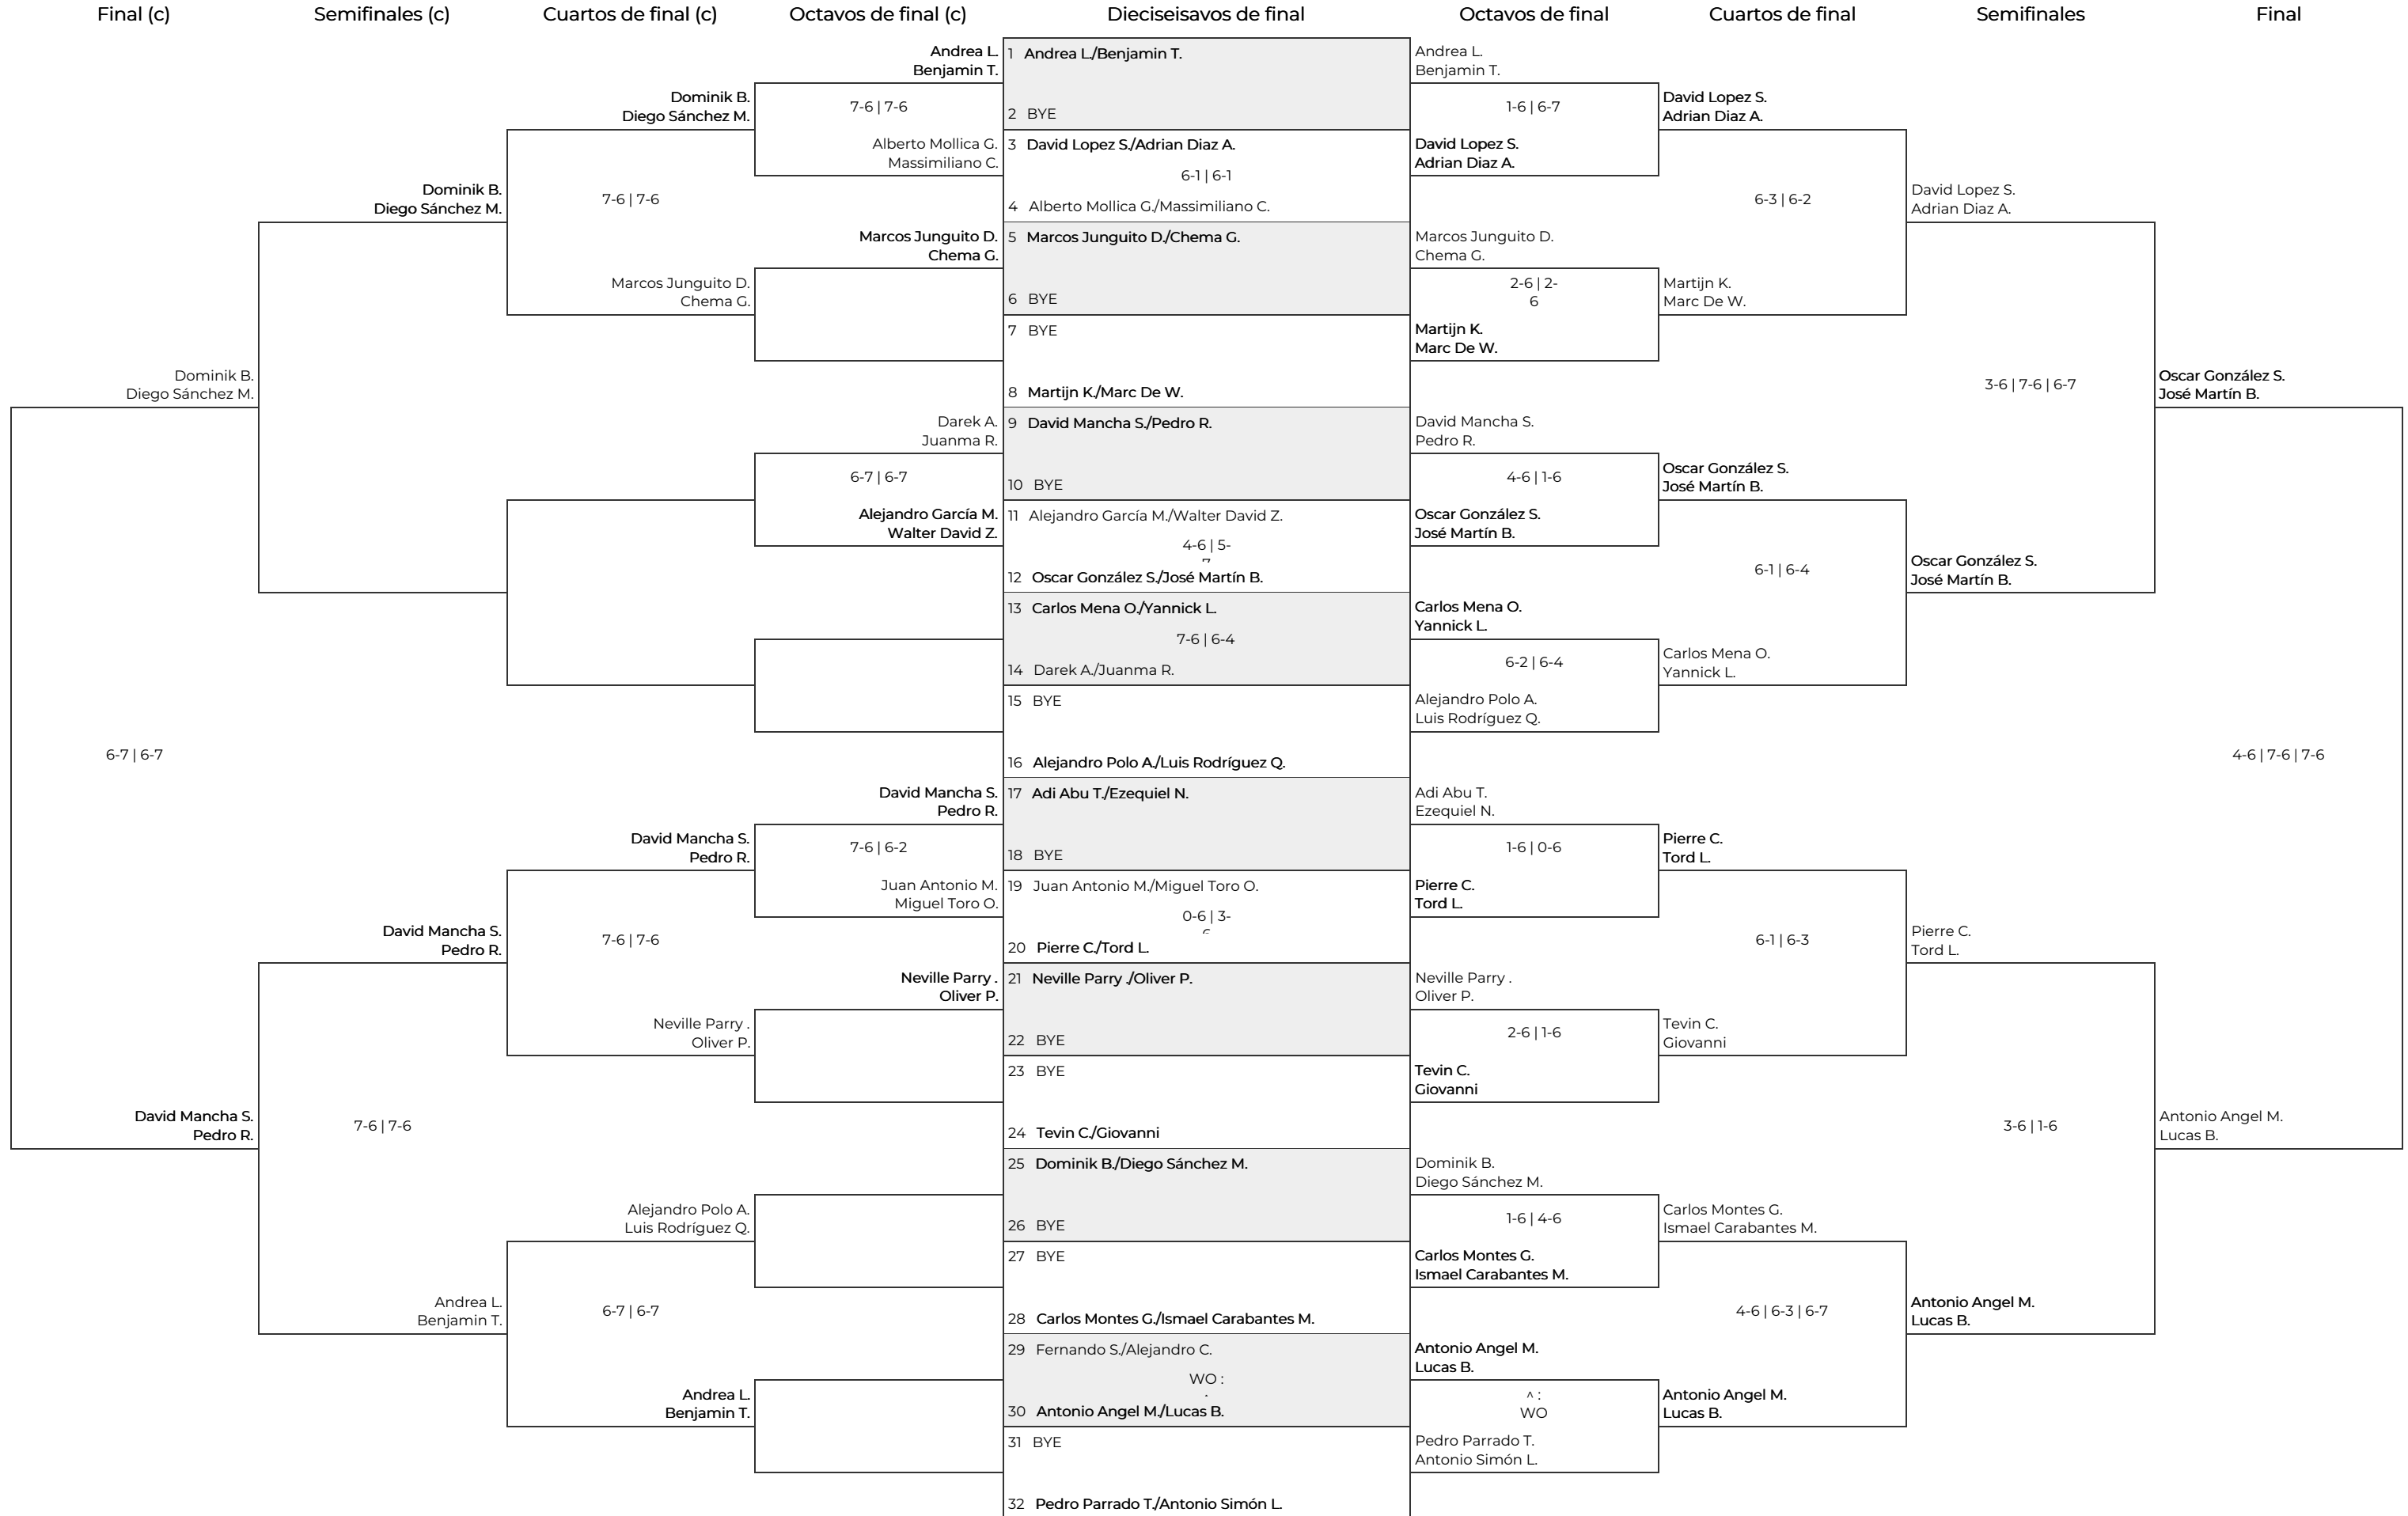 Final (c)
Semifinales (c)
Cuartos de final (c)
Octavos de final (c)
Dieciseisavos de final
Octavos de final
Cuartos de final
Semifinales
Final
Dominik B.
Diego Sánchez M.
6-7 | 6-7
David Mancha S.
Pedro R.
Dominik B.
Diego Sánchez M.
David Mancha S.
Pedro R.
7-6 | 7-6
Andrea L.
Benjamin T.
Dominik B.
Diego Sánchez M.
7-6 | 7-6
Marcos Junguito D.
Chema G.
David Mancha S.
Pedro R.
7-6 | 7-6
Neville Parry .
Oliver P.
Alejandro Polo A.
Luis Rodríguez Q.
6-7 | 6-7
Andrea L.
Benjamin T.
Andrea L.
Benjamin T.
7-6 | 7-6
Alberto Mollica G.
Massimiliano C.
Marcos Junguito D.
Chema G.
Darek A.
Juanma R.
6-7 | 6-7
Alejandro García M.
Walter David Z.
David Mancha S.
Pedro R.
7-6 | 6-2
Juan Antonio M.
Miguel Toro O.
Neville Parry .
Oliver P.
1 Andrea L./Benjamin T.
2 BYE
3 David Lopez S./Adrian Diaz A.
6-1 | 6-1
4 Alberto Mollica G./Massimiliano C.
5 Marcos Junguito D./Chema G.
6 BYE
7 BYE
8 Martijn K./Marc De W.
9 David Mancha S./Pedro R.
10 BYE
11 Alejandro García M./Walter David Z.
4-6 | 5-
12 Oscar González S./José Martín B.
13 Carlos Mena O./Yannick L.
7-6 | 6-4
14 Darek A./Juanma R.
15 BYE
16 Alejandro Polo A./Luis Rodríguez Q.
17 Adi Abu T./Ezequiel N.
18 BYE
19 Juan Antonio M./Miguel Toro O.
0-6 | 3-
20 Pierre C./Tord L.
21 Neville Parry ./Oliver P.
22 BYE
23 BYE
24 Tevin C./Giovanni
25 Dominik B./Diego Sánchez M.
26 BYE
27 BYE
28 Carlos Montes G./Ismael Carabantes M.
29 Fernando S./Alejandro C.
WO :
30 Antonio Angel M./Lucas B.
31 BYE
32 Pedro Parrado T./Antonio Simón L.
Andrea L.
Benjamin T.
1-6 | 6-7
David Lopez S.
Adrian Diaz A.
Marcos Junguito D.
Chema G.
2-6 | 2-
6
Martijn K.
Marc De W.
David Mancha S.
Pedro R.
4-6 | 1-6
Oscar González S.
José Martín B.
Carlos Mena O.
Yannick L.
6-2 | 6-4
Alejandro Polo A.
Luis Rodríguez Q.
Adi Abu T.
Ezequiel N.
1-6 | 0-6
Pierre C.
Tord L.
Neville Parry .
Oliver P.
2-6 | 1-6
Tevin C.
Giovanni
Dominik B.
Diego Sánchez M.
1-6 | 4-6
Carlos Montes G.
Ismael Carabantes M.
Antonio Angel M.
Lucas B.
^ :
WO
Pedro Parrado T.
Antonio Simón L.
David Lopez S.
Adrian Diaz A.
6-3 | 6-2
Martijn K.
Marc De W.
Oscar González S.
José Martín B.
6-1 | 6-4
Carlos Mena O.
Yannick L.
Pierre C.
Tord L.
6-1 | 6-3
Tevin C.
Giovanni
Carlos Montes G.
Ismael Carabantes M.
4-6 | 6-3 | 6-7
Antonio Angel M.
Lucas B.
David Lopez S.
Adrian Diaz A.
3-6 | 7-6 | 6-7
Oscar González S.
José Martín B.
Pierre C.
Tord L.
3-6 | 1-6
Antonio Angel M.
Lucas B.
Oscar González S.
José Martín B.
4-6 | 7-6 | 7-6
Antonio Angel M.
Lucas B.